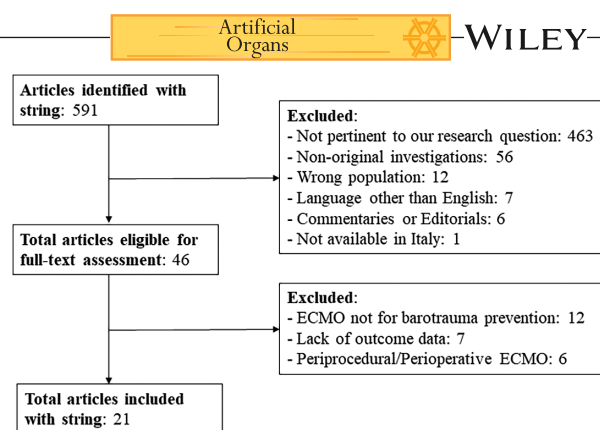 Artificial
Organs
WILEY
Articles identified with
string: 591
Excluded:
- Not pertinent to our research question: 463
- Non-original investigations: 56
- Wrong population: 12
- Language other than English: 7
- Commentaries or Editorials: 6
- Not available in Italy: 1
Total articles eligible for
full-text assessment: 46
Excluded:
- ECMO not for barotrauma prevention: 12
- Lack of outcome data: 7
- Periprocedural/Perioperative ECMO: 6
Total articles included
with string: 21